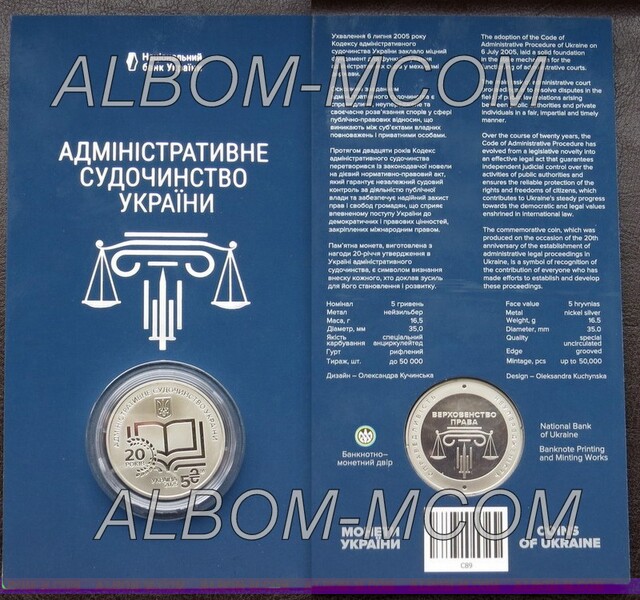 Національний
банк України
АДМІНІСТРАТИВНЕ
СУДОЧИНСТВО
УКРАЇНИ
АДМІНІСТРАТИВНЕ СУДОЧИНСТВО УКРАЇНИ
20
РОКІВ
УКРАЇНА
5₴
Ухвалення 6 липня 2005 року
Кодексу адміністративного
судочинства України заклало міцний
Протягом двадцяти років Кодекс
адміністративного судочинства
перетворився із законодавчої новели
на дієвий нормативно-правовий акт,
який гарантує незалежний судовий
контроль за діяльністю публічної
влади та забезпечує надійний захист
прав і свобод громадян, що сприяє
впевненому поступу України до
демократичних і правових цінностей,
закріплених міжнародним правом.
Пам'ятна монета, виготовлена з
нагоди 20-річчя утвердження в
Україні адміністративного
судочинства, є символом визнання
внеску кожного, хто доклав зусиль
для його становлення і розвитку.
Номінал 5 гривень
Метал нейзильбер
Маса, г 16,5
Діаметр, мм 35,0
Якість спеціальний
карбування анциркулейтед
Гурт рифлений
Тираж, шт. до 50 000
Дизайн – Олександра Кучинська
The adoption of the Code of
Administrative Procedure of Ukraine on
6 July 2005, laid a solid foundation
Over the course of twenty years, the
Code of Administrative Procedure has
evolved from a legislative novelty into
an effective legal act that guarantees
independent judicial control over the
activities of public authorities and
ensures the reliable protection of the
rights and freedoms of citizens, which
contributes to Ukraine's steady progress
towards the democratic and legal values
enshrined in international law.
The commemorative coin, which was
produced on the occasion of the 20th
anniversary of the establishment of
administrative legal proceedings in
Ukraine, is a symbol of recognition of
the contribution of everyone who has
made efforts to establish and develop
these proceedings.
Face value 5 hryvnias
Metal nickel silver
Weight, g 16,5
Diameter, mm 35.0
Quality special
uncirculated
Edge grooved
Mintage, pcs up to 50,000
Design – Oleksandra Kuchynska
ВЕРХОВЕНСТВО
ПРАВА
Банкнотно–
монетний двір
National Bank
of Ukraine
Banknote Printing
and Minting Works
МОНЕТИ
УКРАЇНИ
COINS
OF UKRAINE
ALBOM-MCOM
ALBOM-MCOM